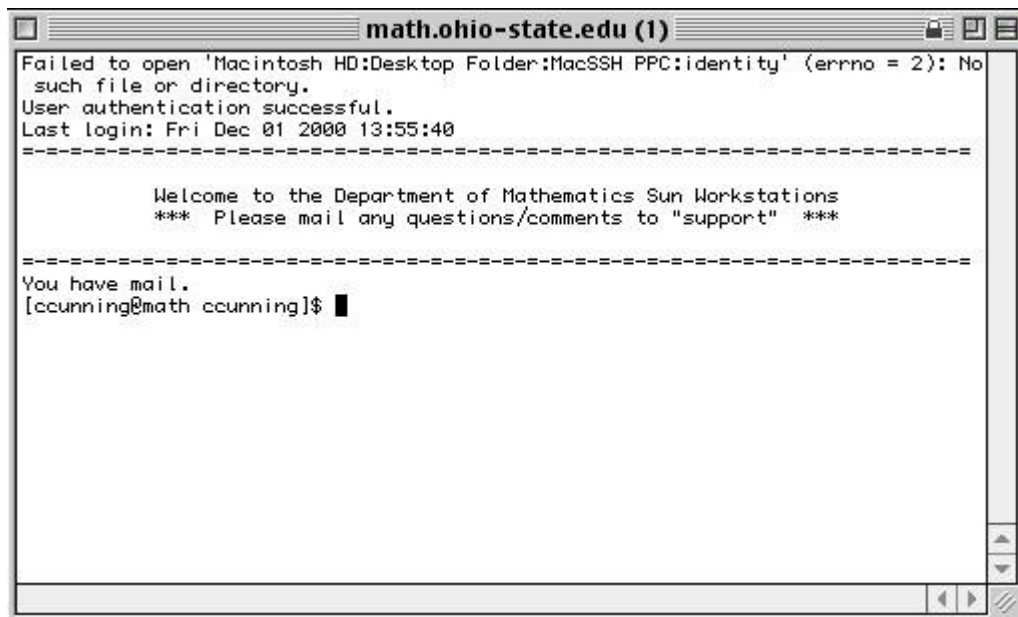 math.ohio-state.edu (1)
Failed to open 'Macintosh HD:Desktop Folder:MacSSH PPC:identity' (errno = 2): No
such file or directory.
User authentication successful.
Last login: Fri Dec 01 2000 13:55:40
=-=-=-=-=-=-=-=-=-=-=-=-=-=-=-=-=-=-=-=-=-=-=-=-=-=-=-=-=-=-=-=-=-=-=-=-=-=-=-=
Welcome to the Department of Mathematics Sun Workstations
*** Please mail any questions/comments to "support" ***
=-=-=-=-=-=-=-=-=-=-=-=-=-=-=-=-=-=-=-=-=-=-=-=-=-=-=-=-=-=-=-=-=-=-=-=-=-=-=-=
You have mail.
[ccunning@math ccunning]$